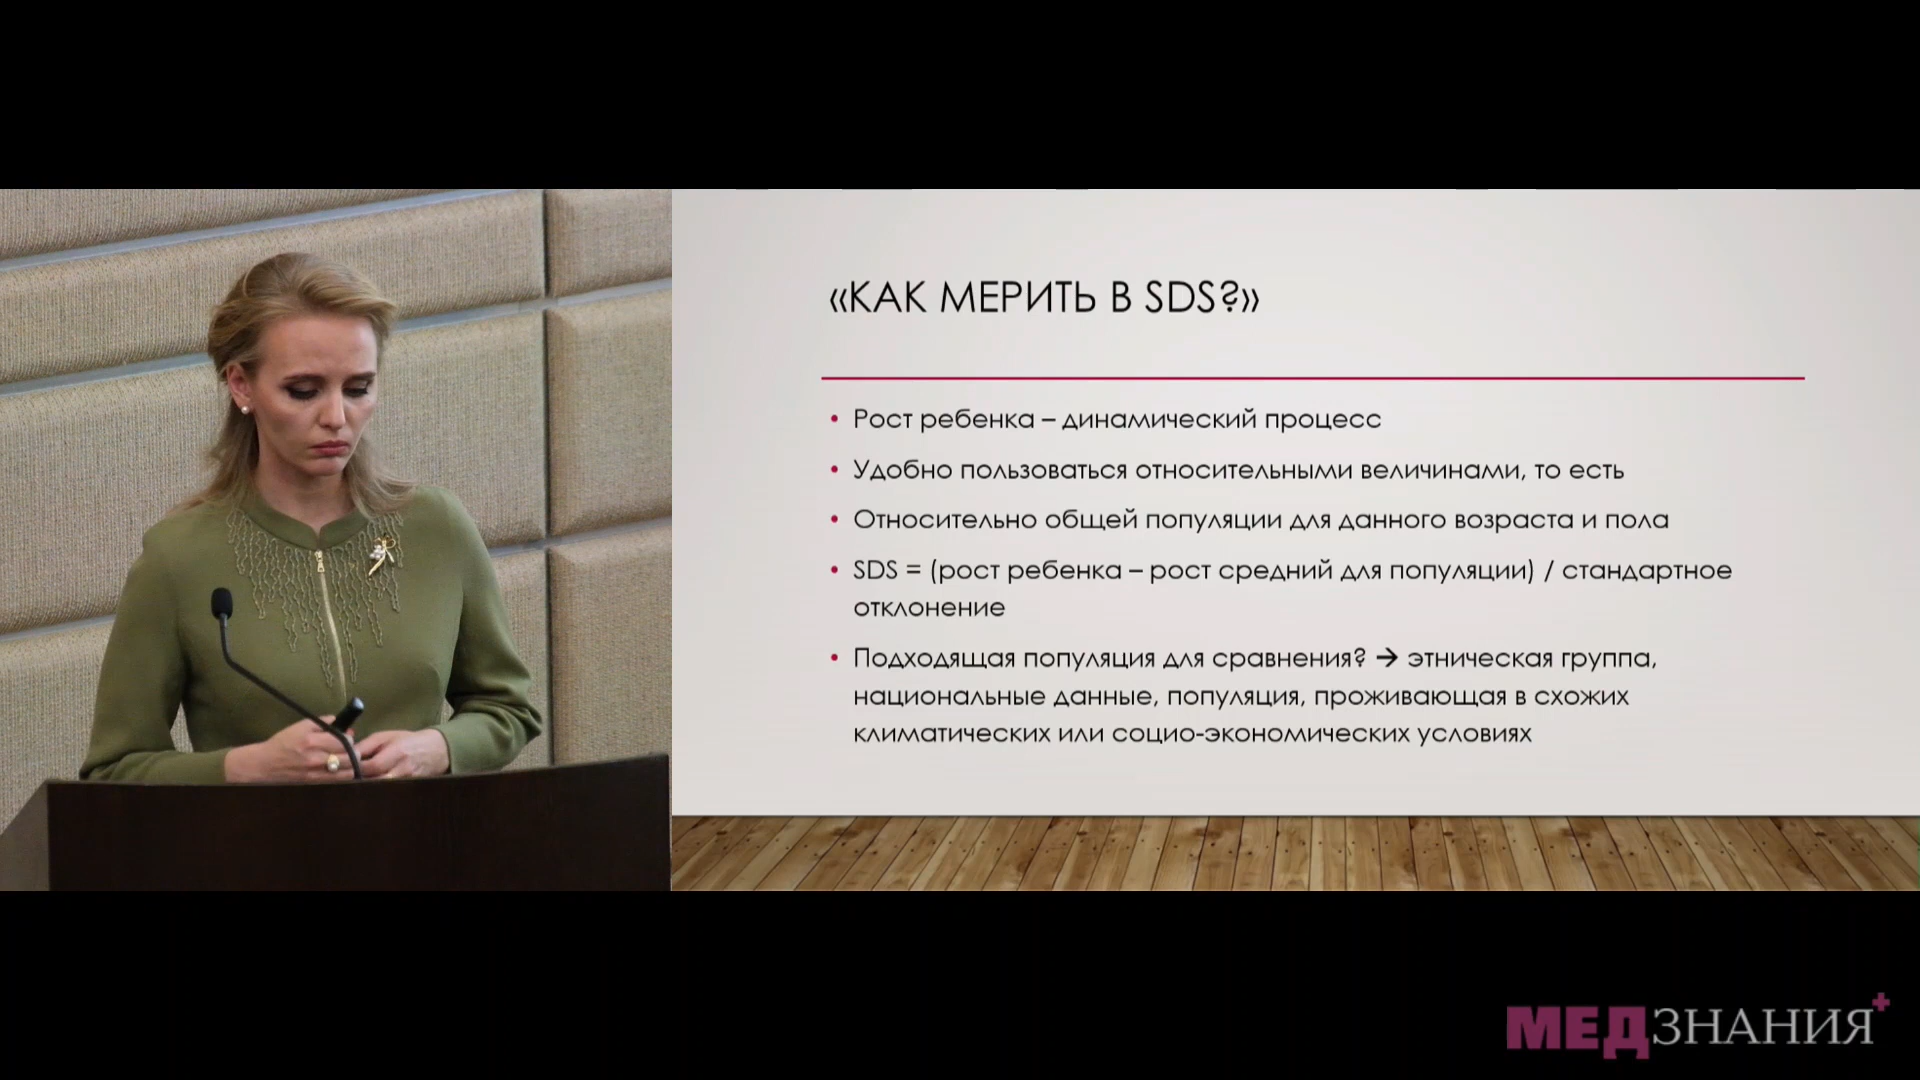 «КАК МЕРИТЬ В SDS?»
• Рост ребенка – динамический процесс
• Удобно пользоваться относительными величинами, то есть
• Относительно общей популяции для данного возраста и пола
• SDS = (рост ребенка – рост средний для популяции) / стандартное
отклонение
• Подходящая популяция для сравнения? → этническая группа,
национальные данные, популяция, проживающая в схожих
климатических или социо-экономических условиях
МЕДЗНАНИЯ+